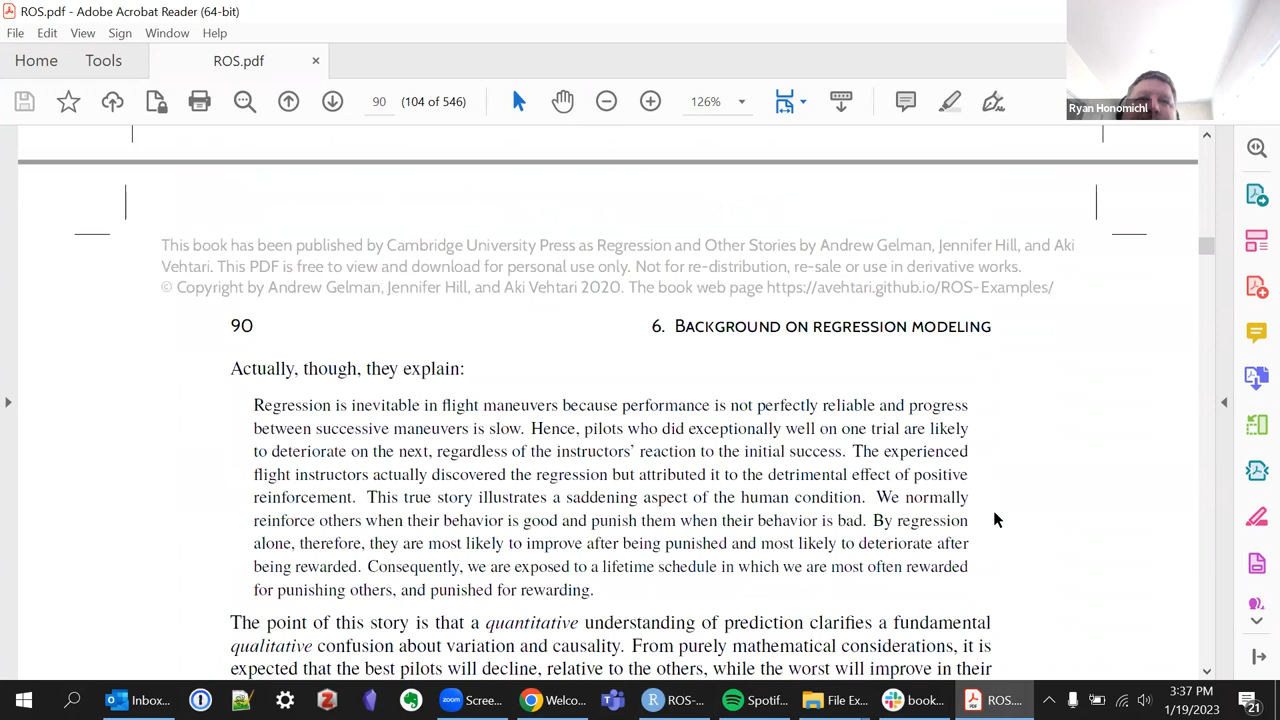 ROS.pdf - Adobe Acrobat Reader (64-bit)
File Edit View Sign Window Help
Home Tools ROS.pdf ×
90 (104 of 546) 126%
Ryan Honomichl
This book has been published by Cambridge University Press as Regression and Other Stories by Andrew Gelman, Jennifer Hill, and Aki
Vehtari. This PDF is free to view and download for personal use only. Not for re-distribution, re-sale or use in derivative works.
© Copyright by Andrew Gelman, Jennifer Hill, and Aki Vehtari 2020. The book web page https://avehtari.github.io/ROS-Examples/
90 6. Background on regression modeling
Actually, though, they explain:
Regression is inevitable in flight maneuvers because performance is not perfectly reliable and progress
between successive maneuvers is slow. Hence, pilots who did exceptionally well on one trial are likely
to deteriorate on the next, regardless of the instructors' reaction to the initial success. The experienced
flight instructors actually discovered the regression but attributed it to the detrimental effect of positive
reinforcement. This true story illustrates a saddening aspect of the human condition. We normally
reinforce others when their behavior is good and punish them when their behavior is bad. By regression
alone, therefore, they are most likely to improve after being punished and most likely to deteriorate after
being rewarded. Consequently, we are exposed to a lifetime schedule in which we are most often rewarded
for punishing others, and punished for rewarding.
The point of this story is that a quantitative understanding of prediction clarifies a fundamental
qualitative confusion about variation and causality. From purely mathematical considerations, it is
expected that the best pilots will decline, relative to the others, while the worst will improve in their
Inbox... Scree... Welco... ROS-... Spotif... File Ex... book... ROS.... 3:37 PM
1/19/2023 21